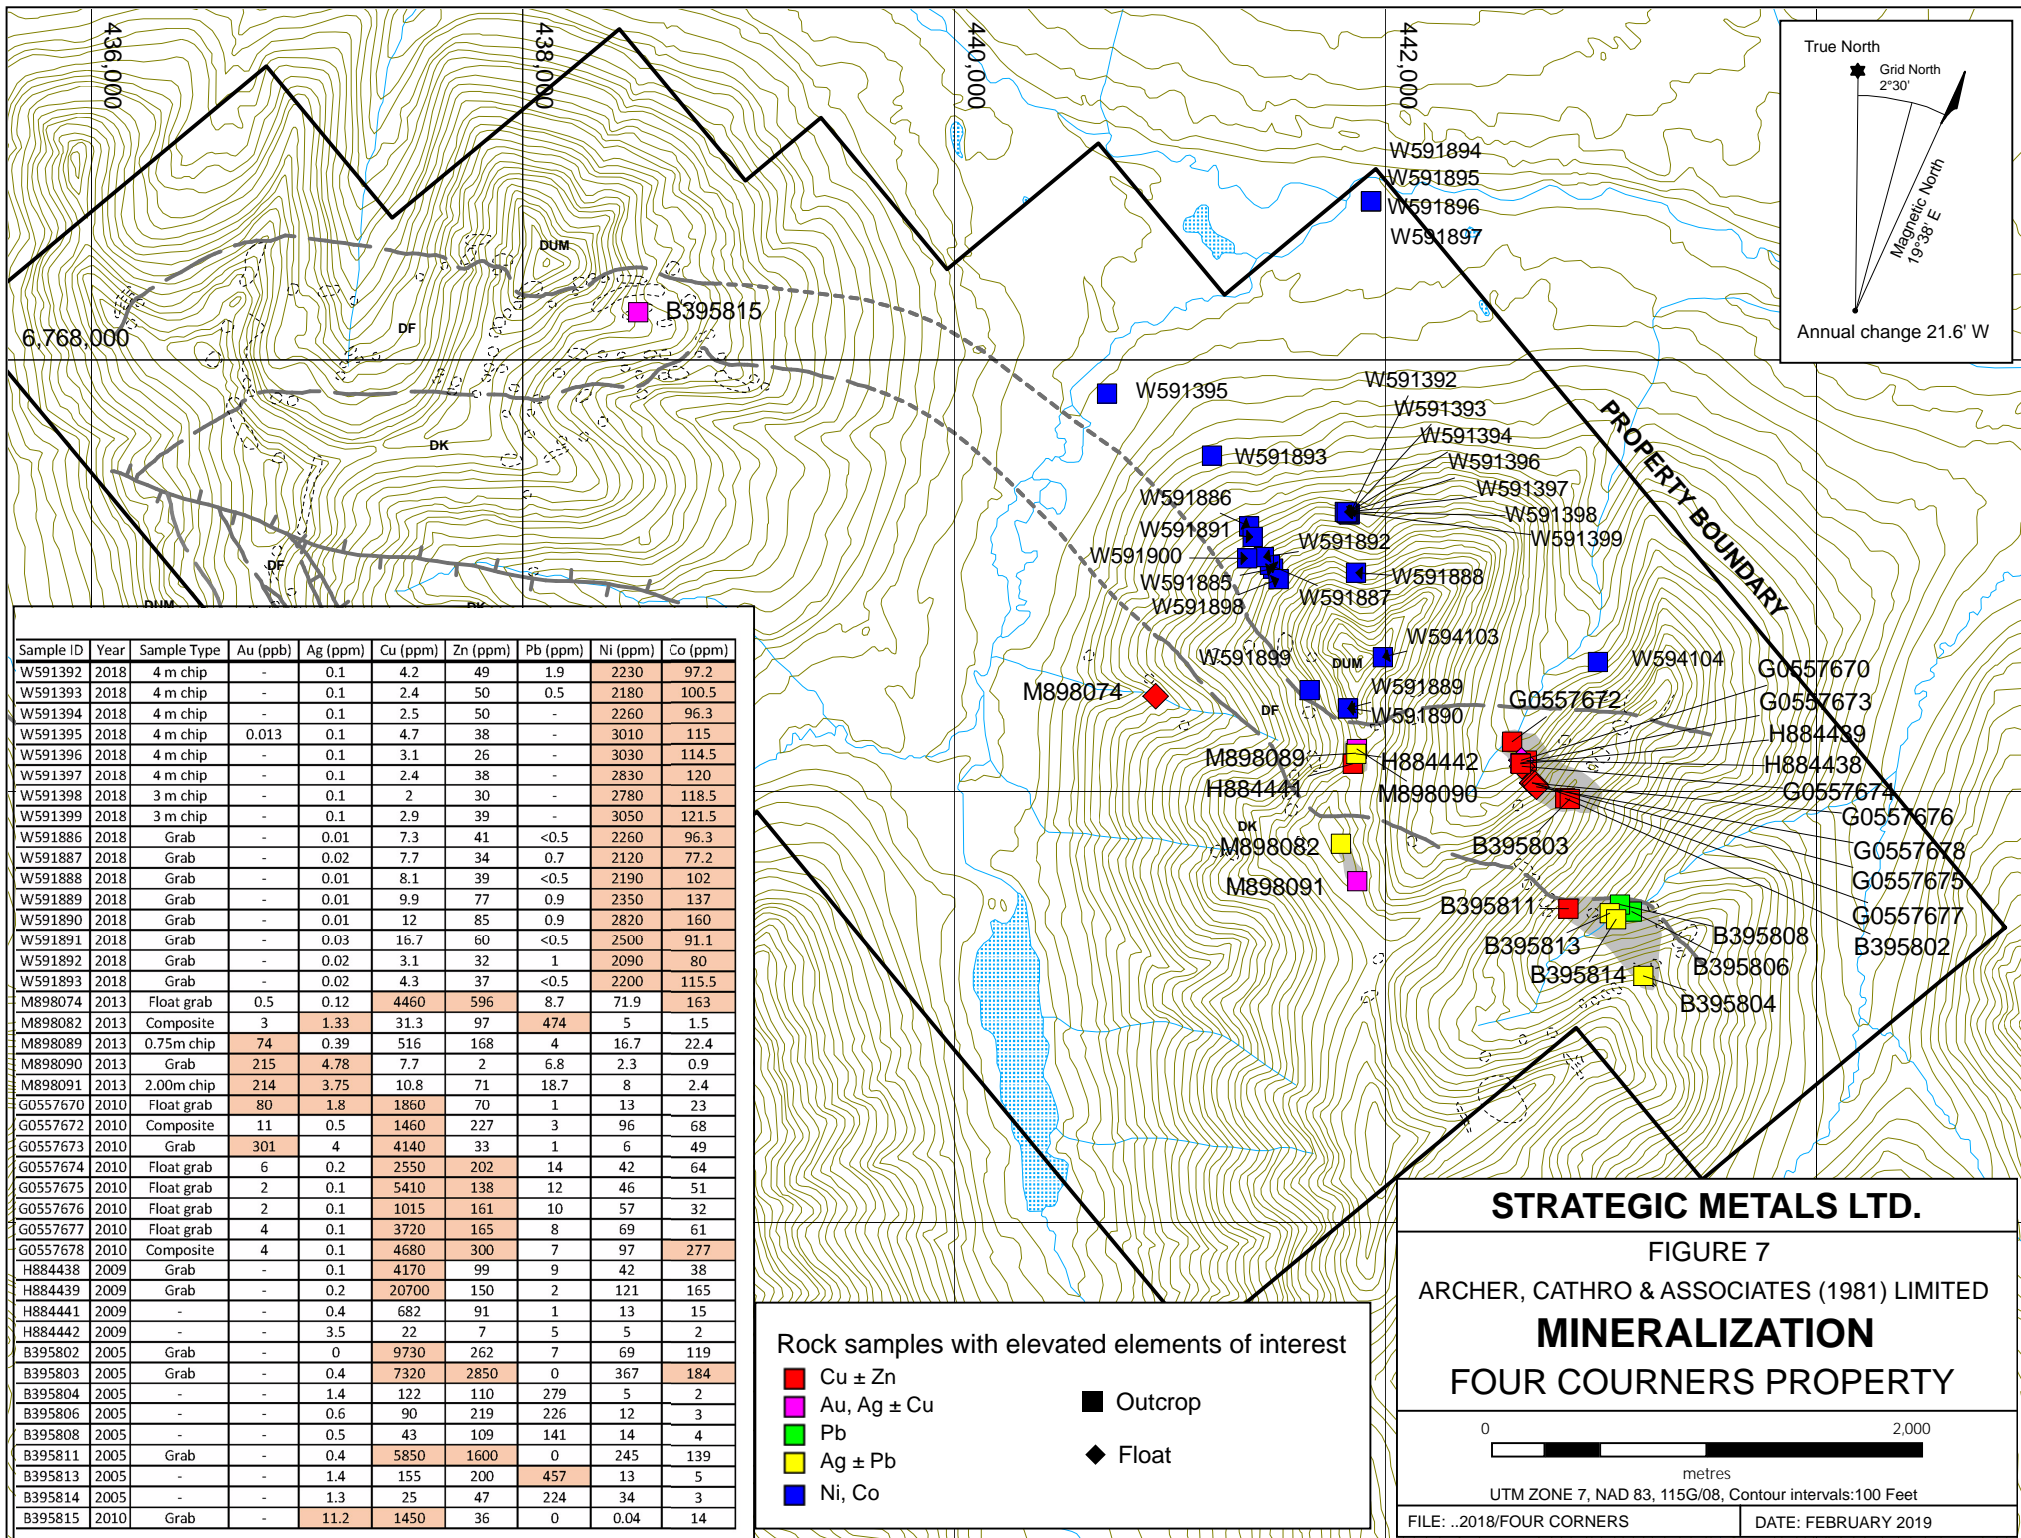 436,000
438,000
440,000
442,000
6,768,000
True North
Grid North
2°30'
Magnetic North
19°38' E
Annual change 21.6' W
W591894
W591895
W591896
W591897
DUM
B395815
DF
DK
DF
DUM
DK
PROPERTY BOUNDARY
W591395
W591392
W591393
W591394
W591396
W591397
W591398
W591399
W591893
W591886
W591891
W591900
W591892
W591885
W591898
W591887
W591888
W594103
W591899
DUM
W594104
W591889
W591890
DF
M898074
G0557672
G0557670
G0557673
H884439
H884438
G0557674
G0557676
G0557678
G0557675
G0557677
B395802
M898089
H884441
H884442
M898090
DK
M898082
M898091
B395803
B395811
B395813
B395814
B395808
B395806
B395804
Sample ID Year Sample Type Au (ppb) Ag (ppm) Cu (ppm) Zn (ppm) Pb (ppm) Ni (ppm) Co (ppm)
W591392 2018 4 m chip - 0.1 4.2 49 1.9 2230 97.2
W591393 2018 4 m chip - 0.1 2.4 50 0.5 2180 100.5
W591394 2018 4 m chip - 0.1 2.5 50 - 2260 96.3
W591395 2018 4 m chip 0.013 0.1 4.7 38 - 3010 115
W591396 2018 4 m chip - 0.1 3.1 26 - 3030 114.5
W591397 2018 4 m chip - 0.1 2.4 38 - 2830 120
W591398 2018 3 m chip - 0.1 2 30 - 2780 118.5
W591399 2018 3 m chip - 0.1 2.9 39 - 3050 121.5
W591886 2018 Grab - 0.01 7.3 41 <0.5 2260 96.3
W591887 2018 Grab - 0.02 7.7 34 0.7 2120 77.2
W591888 2018 Grab - 0.01 8.1 39 <0.5 2190 102
W591889 2018 Grab - 0.01 9.9 77 0.9 2350 137
W591890 2018 Grab - 0.01 12 85 0.9 2820 160
W591891 2018 Grab - 0.03 16.7 60 <0.5 2500 91.1
W591892 2018 Grab - 0.02 3.1 32 1 2090 80
W591893 2018 Grab - 0.02 4.3 37 <0.5 2200 115.5
M898074 2013 Float grab 0.5 0.12 4460 596 8.7 71.9 163
M898082 2013 Composite 3 1.33 31.3 97 474 5 1.5
M898089 2013 0.75m chip 74 0.39 516 168 4 16.7 22.4
M898090 2013 Grab 215 4.78 7.7 2 6.8 2.3 0.9
M898091 2013 2.00m chip 214 3.75 10.8 71 18.7 8 2.4
G0557670 2010 Float grab 80 1.8 1860 70 1 13 23
G0557672 2010 Composite 11 0.5 1460 227 3 96 68
G0557673 2010 Grab 301 4 4140 33 1 6 49
G0557674 2010 Float grab 6 0.2 2550 202 14 42 64
G0557675 2010 Float grab 2 0.1 5410 138 12 46 51
G0557676 2010 Float grab 2 0.1 1015 161 10 57 32
G0557677 2010 Float grab 4 0.1 3720 165 8 69 61
G0557678 2010 Composite 4 0.1 4680 300 7 97 277
H884438 2009 Grab - 0.1 4170 99 9 42 38
H884439 2009 Grab - 0.2 20700 150 2 121 165
H884441 2009 - - 0.4 682 91 1 13 15
H884442 2009 - - 3.5 22 7 5 5 2
B395802 2005 Grab - 0 9730 262 7 69 119
B395803 2005 Grab - 0.4 7320 2850 0 367 184
B395804 2005 - - 1.4 122 110 279 5 2
B395806 2005 - - 0.6 90 219 226 12 3
B395808 2005 - - 0.5 43 109 141 14 4
B395811 2005 Grab - 0.4 5850 1600 0 245 139
B395813 2005 - - 1.4 155 200 457 13 5
B395814 2005 - - 1.3 25 47 224 34 3
B395815 2010 Grab - 11.2 1450 36 0 0.04 14
Rock samples with elevated elements of interest
Cu ± Zn
Au, Ag ± Cu
Pb
Ag ± Pb
Ni, Co
Outcrop
Float
STRATEGIC METALS LTD.
FIGURE 7
ARCHER, CATHRO & ASSOCIATES (1981) LIMITED
MINERALIZATION
FOUR COURNERS PROPERTY
0 2,000
metres
UTM ZONE 7, NAD 83, 115G/08, Contour intervals:100 Feet
FILE: ..2018/FOUR CORNERS
DATE: FEBRUARY 2019